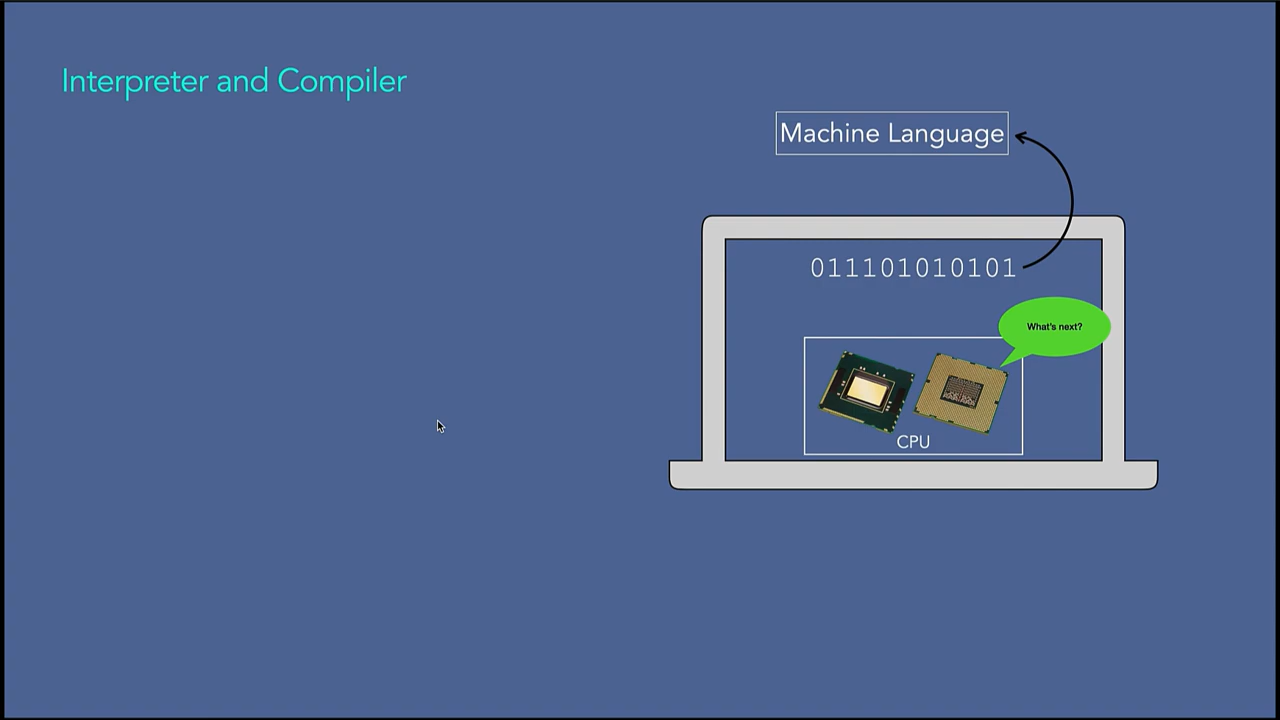 Interpreter and Compiler
Machine Language
011101010101
What's next?
CPU